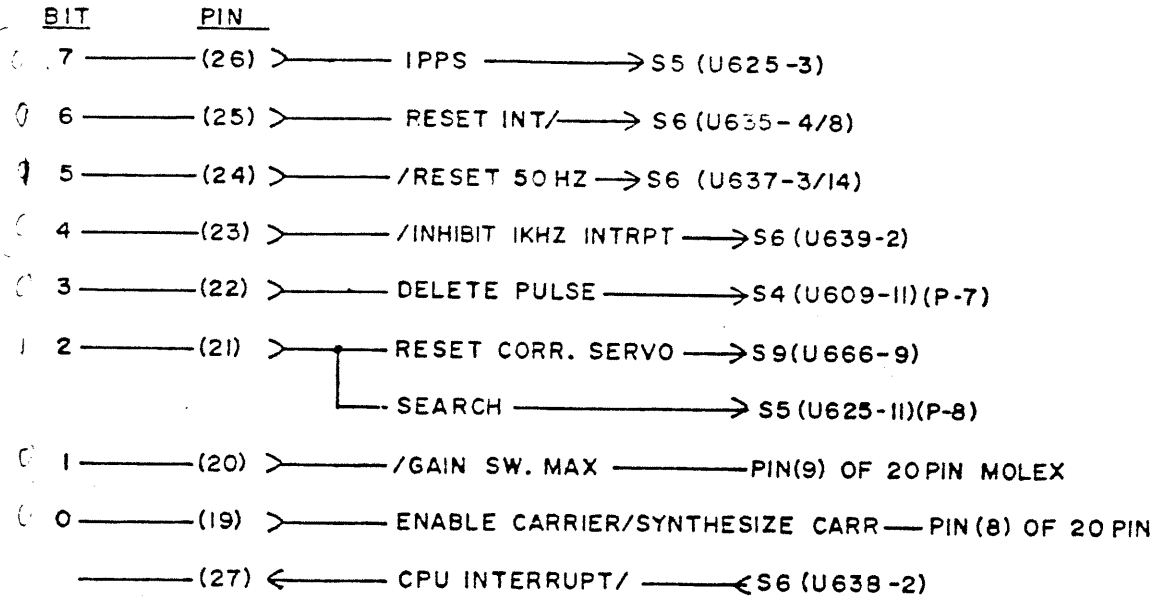 BIT PIN
7 (26) 1PPS S5 (U625-3)
6 (25) RESET INT/ S6 (U635-4/8)
5 (24) /RESET 50HZ S6 (U637-3/14)
4 (23) /INHIBIT 1KHZ INTRPT S6 (U639-2)
3 (22) DELETE PULSE S4 (U609-11)(P-7)
2 (21) RESET CORR. SERVO S9 (U666-9)
SEARCH S5 (U625-11)(P-8)
1 (20) /GAIN SW. MAX PIN(9) OF 20 PIN MOLEX
0 (19) ENABLE CARRIER/SYNTHESIZE CARR PIN (8) OF 20 PIN
(27) CPU INTERRUPT/ S6 (U638-2)